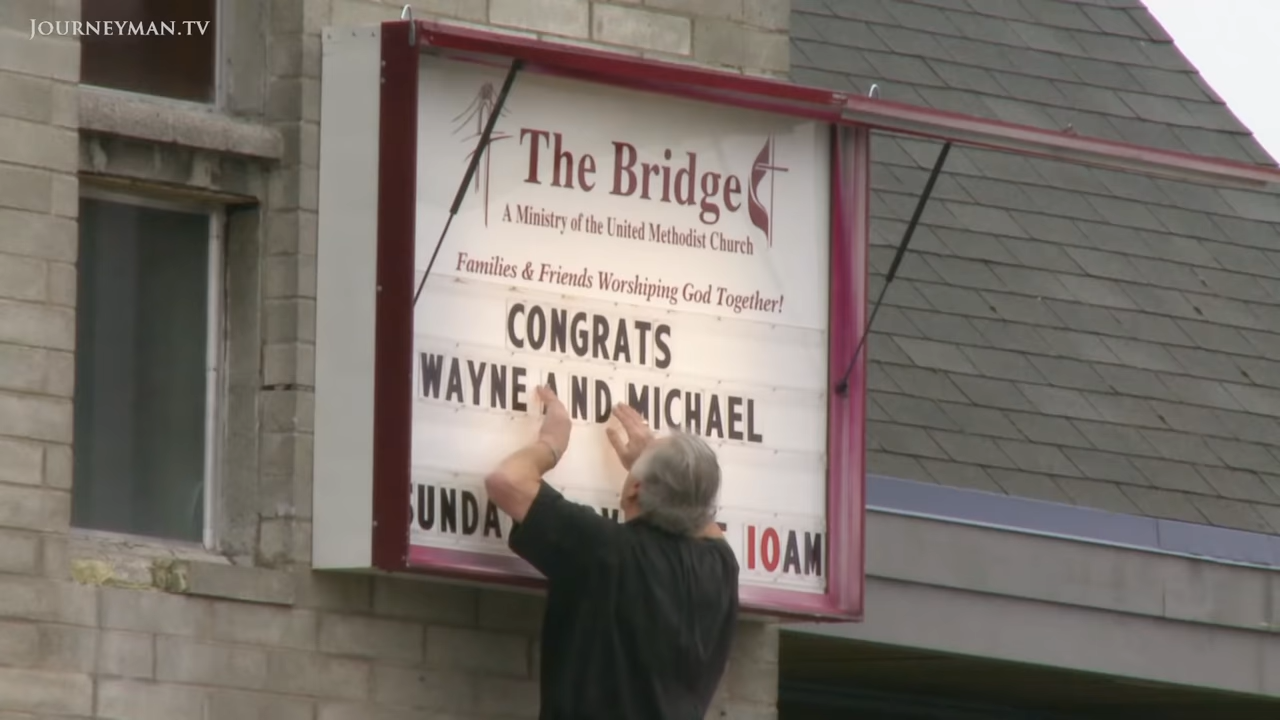 JOURNEYMAN.TV
The Bridge
A Ministry of the United Methodist Church
Families & Friends Worshiping God Together!
CONGRATS
WAYNE AND MICHAEL
10AM